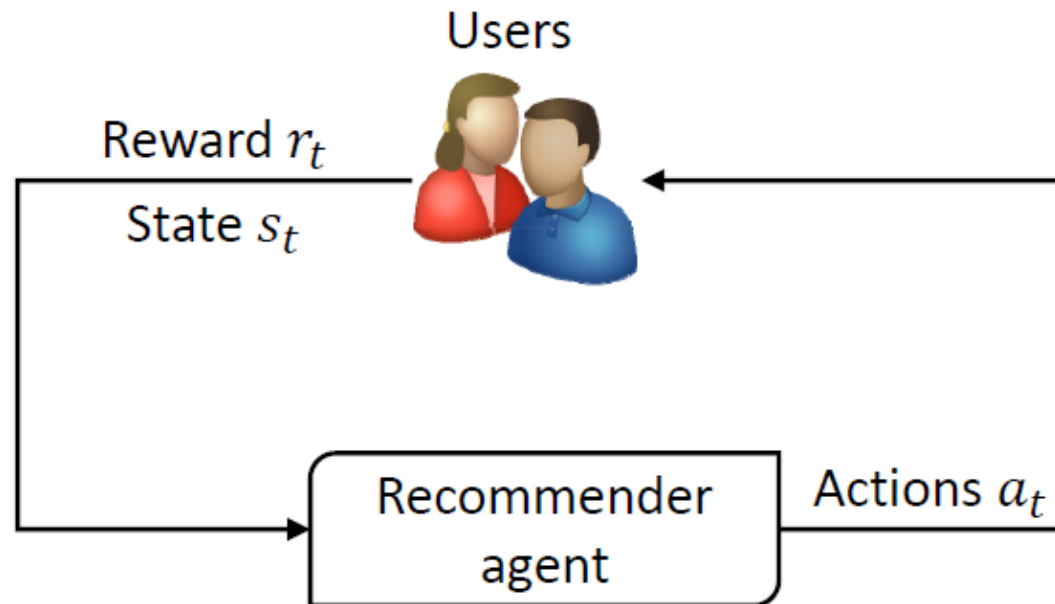 Users
Reward r_t
State s_t
Recommender
agent
Actions a_t